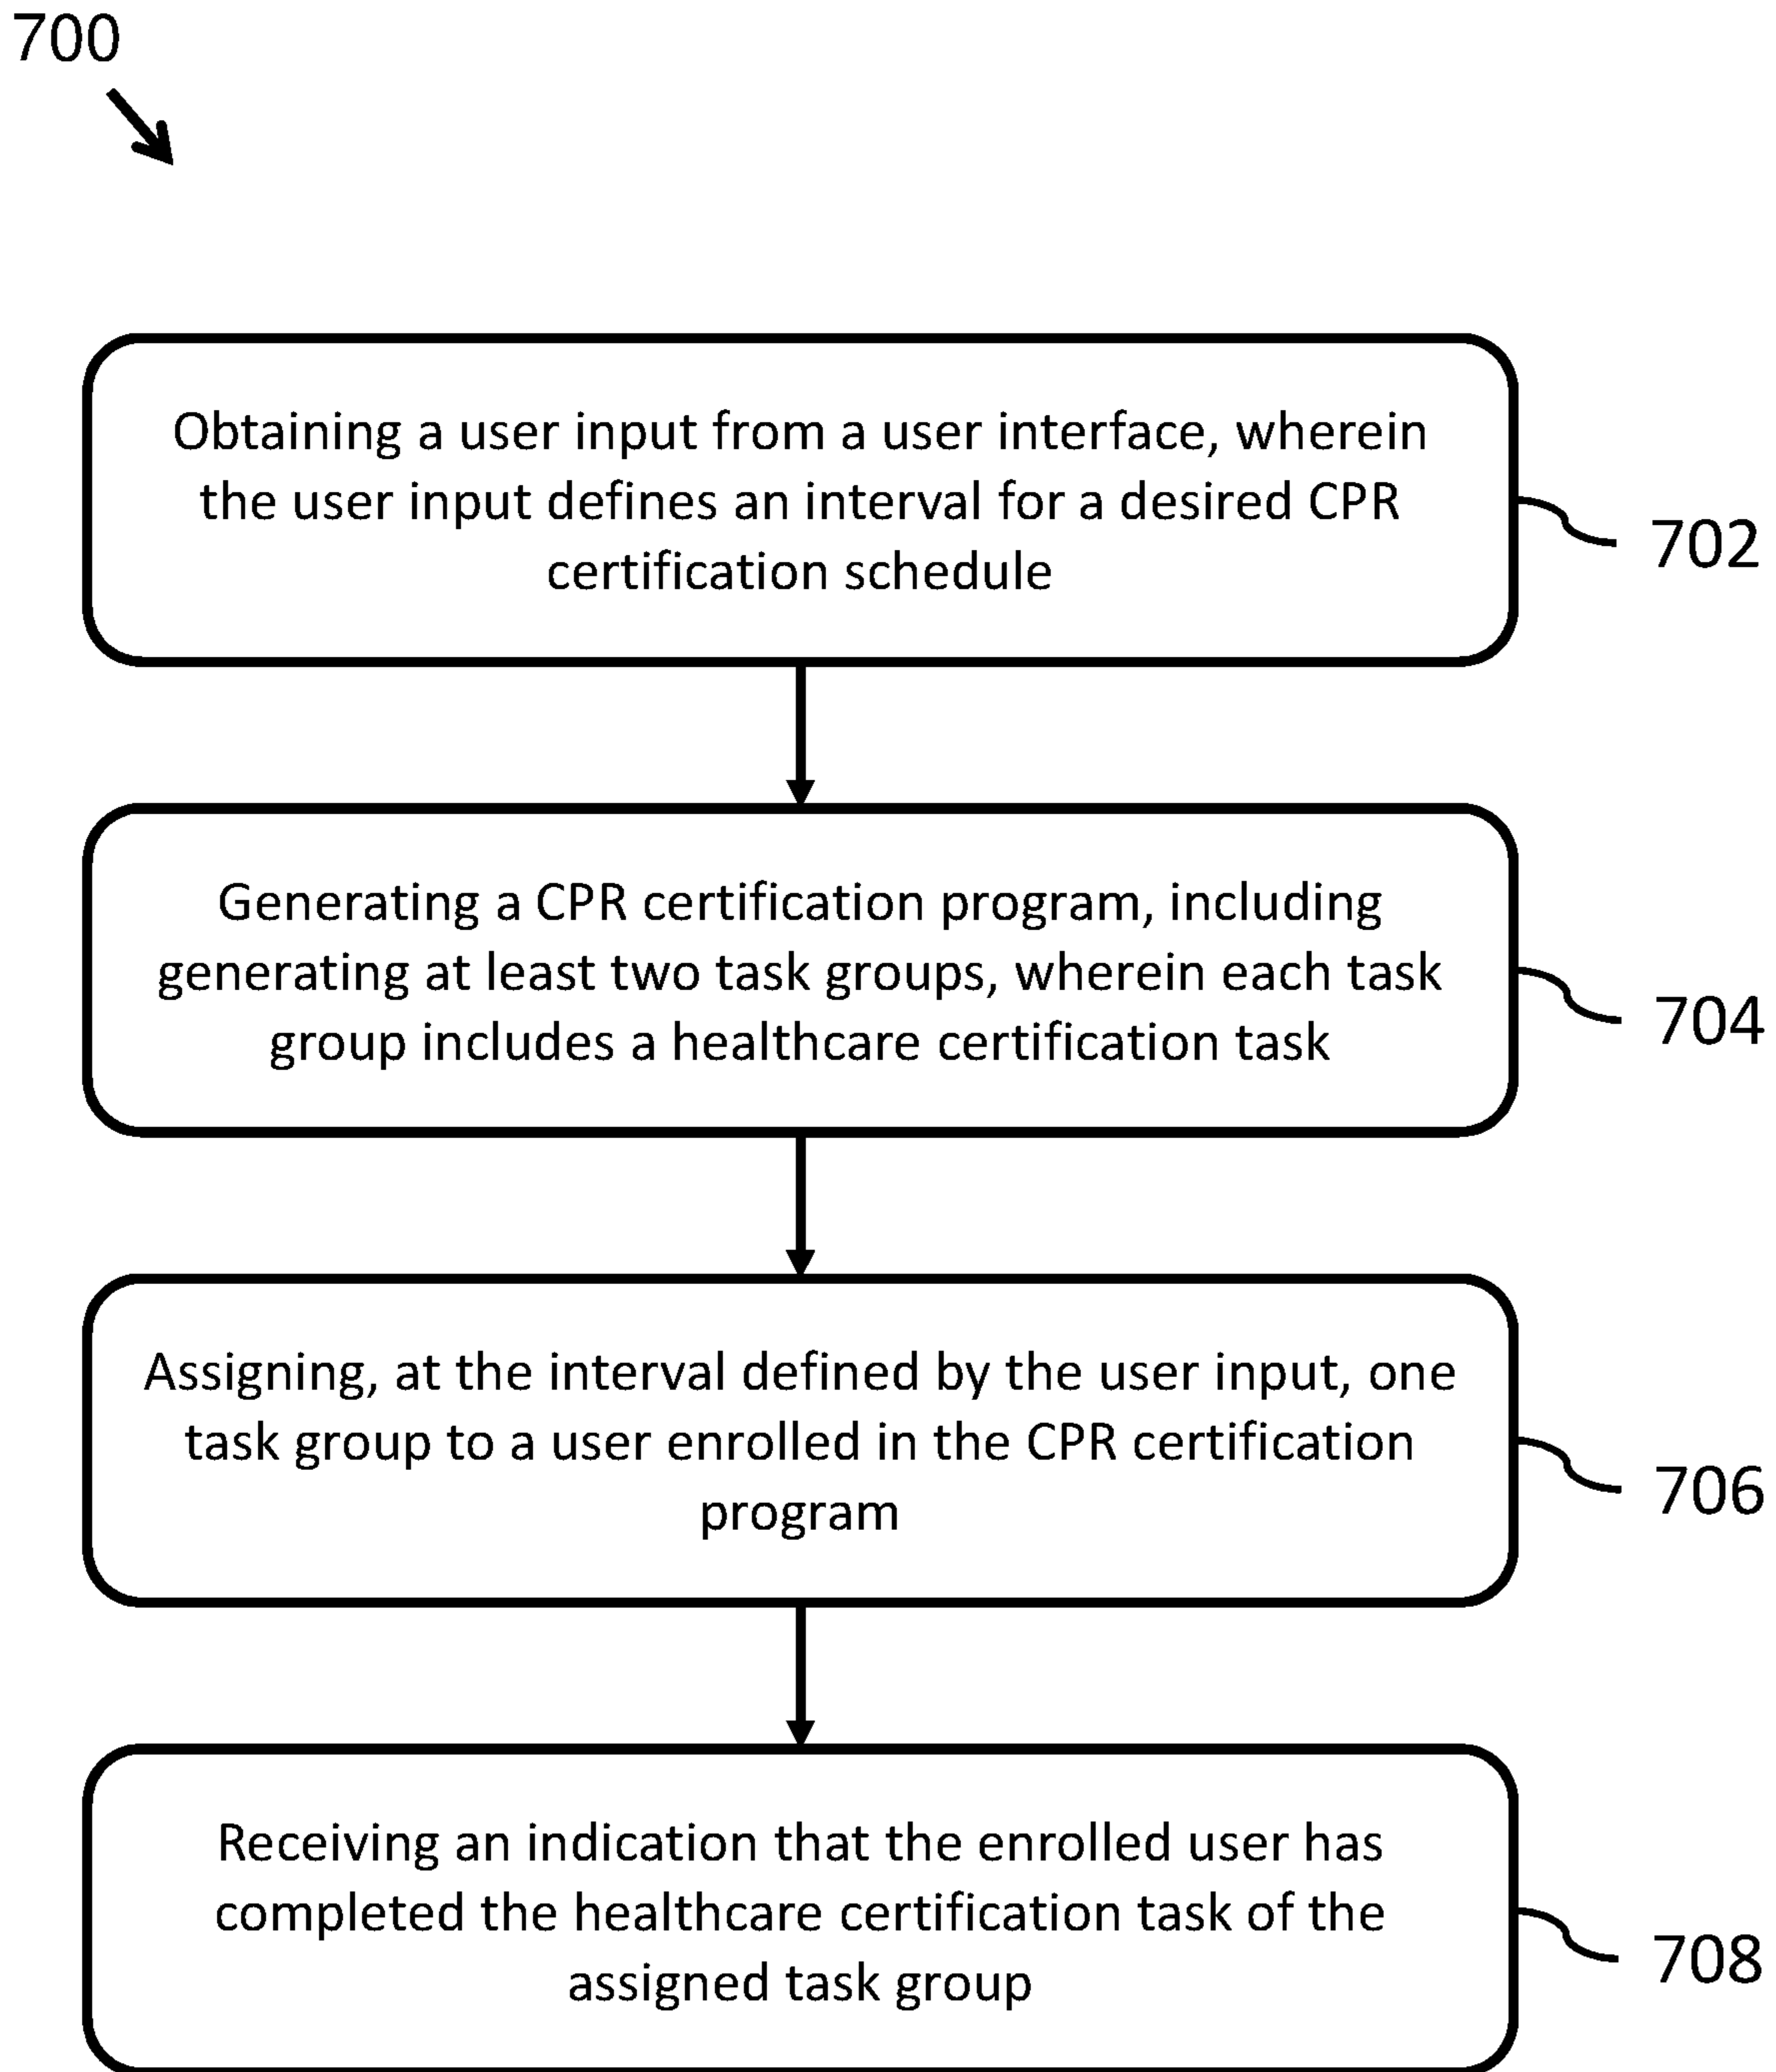 700
Obtaining a user input from a user interface, wherein
the user input defines an interval for a desired CPR
certification schedule
702
Generating a CPR certification program, including
generating at least two task groups, wherein each task
group includes a healthcare certification task
704
Assigning, at the interval defined by the user input, one
task group to a user enrolled in the CPR certification
program
706
Receiving an indication that the enrolled user has
completed the healthcare certification task of the
assigned task group
708